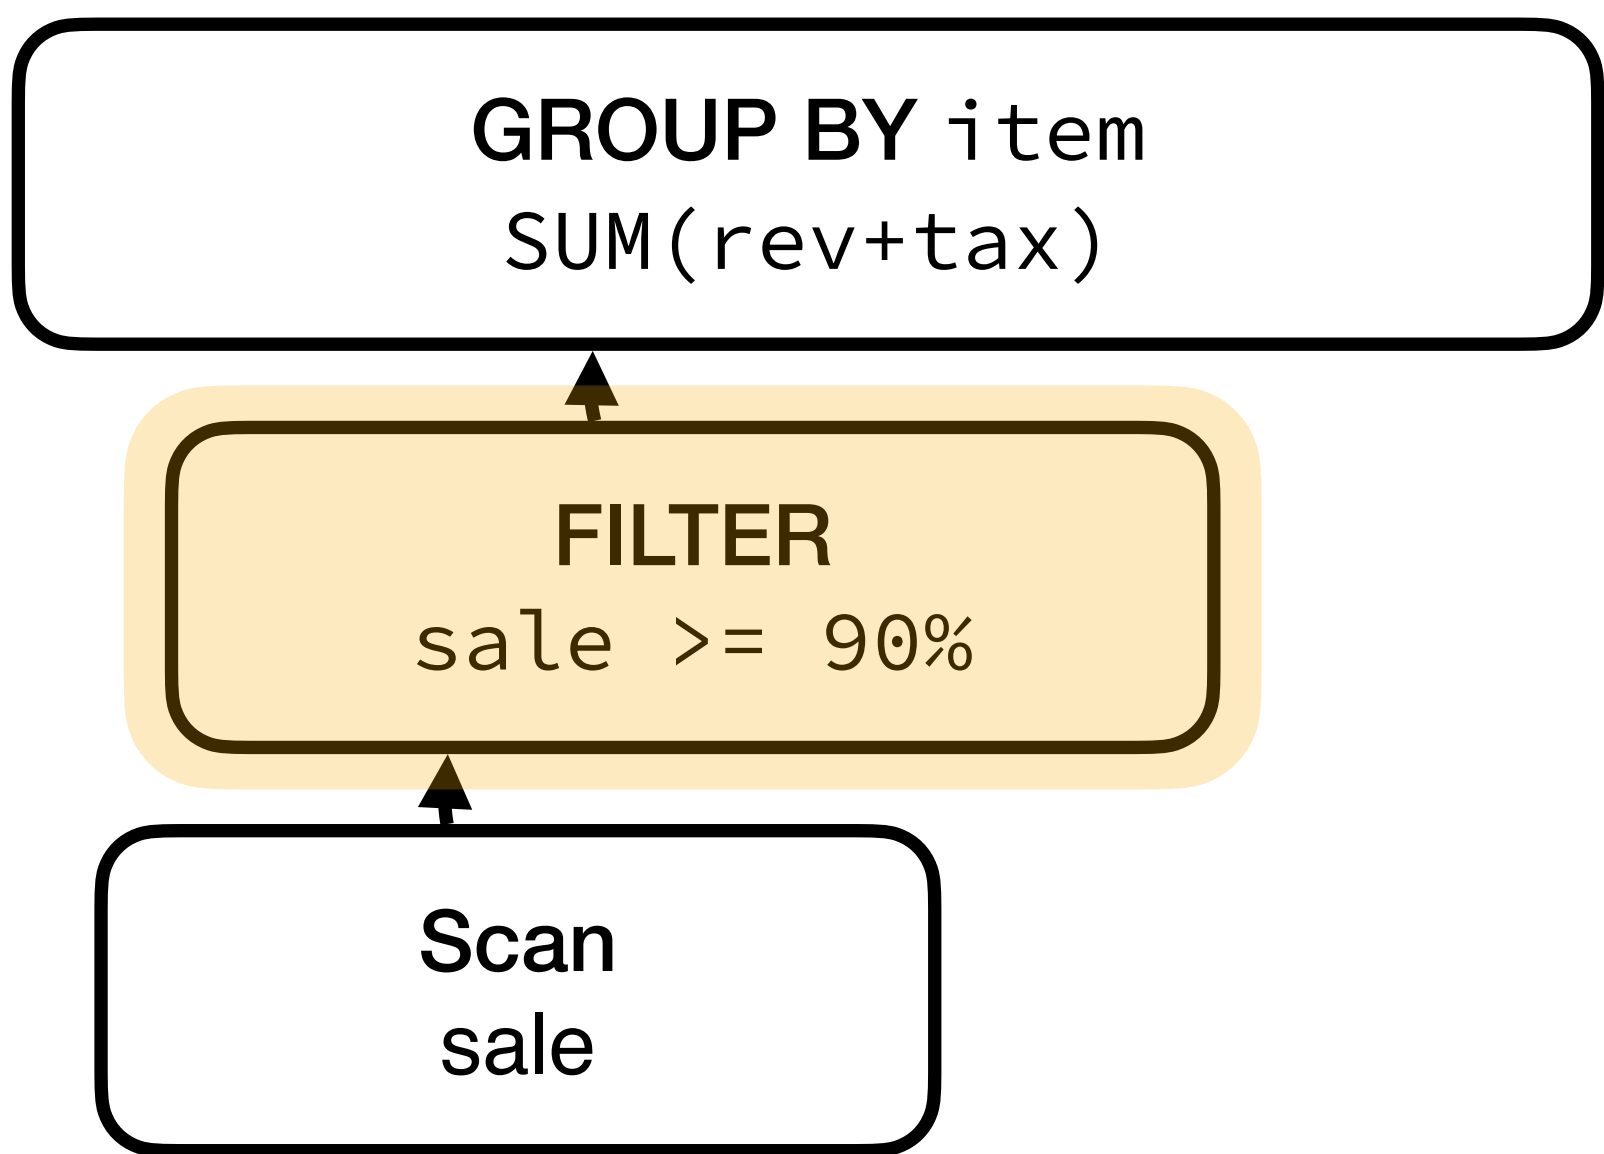 GROUP BY item
SUM(rev+tax)
FILTER
sale >= 90%
Scan
sale